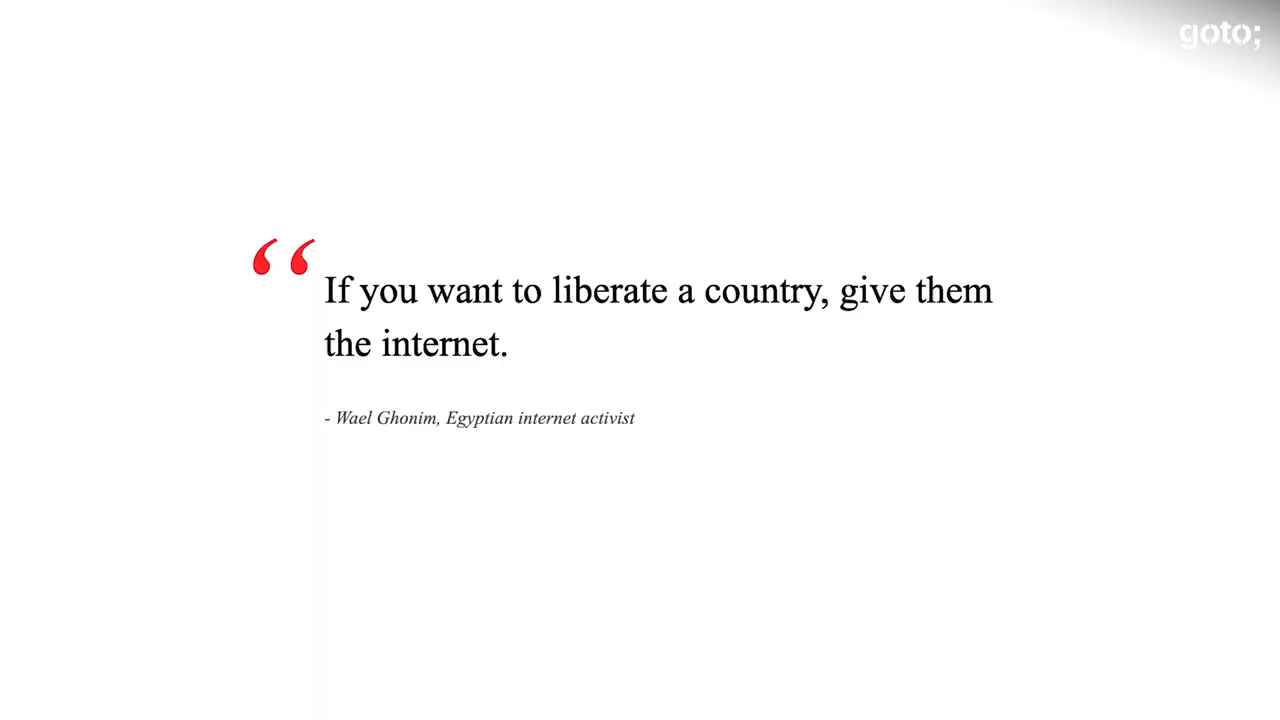 goto;
“
If you want to liberate a country, give them
the internet.
- Wael Ghonim, Egyptian internet activist